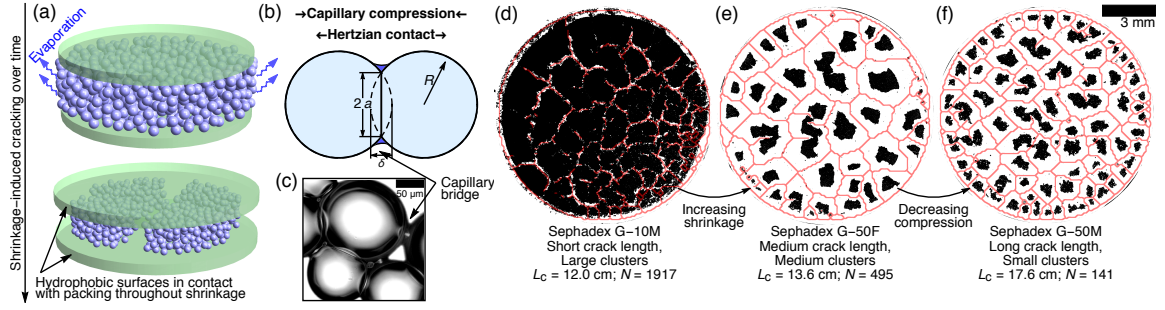 (a)
Shrinkage−induced cracking over time
Evaporation
Hydrophobic surfaces in contact
with packing throughout shrinkage
(b)
→Capillary compression←
←Hertzian contact→
R
2 a
δ
Capillary
bridge
(c)
50 µm
(d)
Sephadex G−10M
Short crack length,
Large clusters
Lc = 12.0 cm; N = 1917
Increasing
shrinkage
(e)
Sephadex G−50F
Medium crack length,
Medium clusters
Lc = 13.6 cm; N = 495
Decreasing
compression
(f)
3 mm
Sephadex G−50M
Long crack length,
Small clusters
Lc = 17.6 cm; N = 141